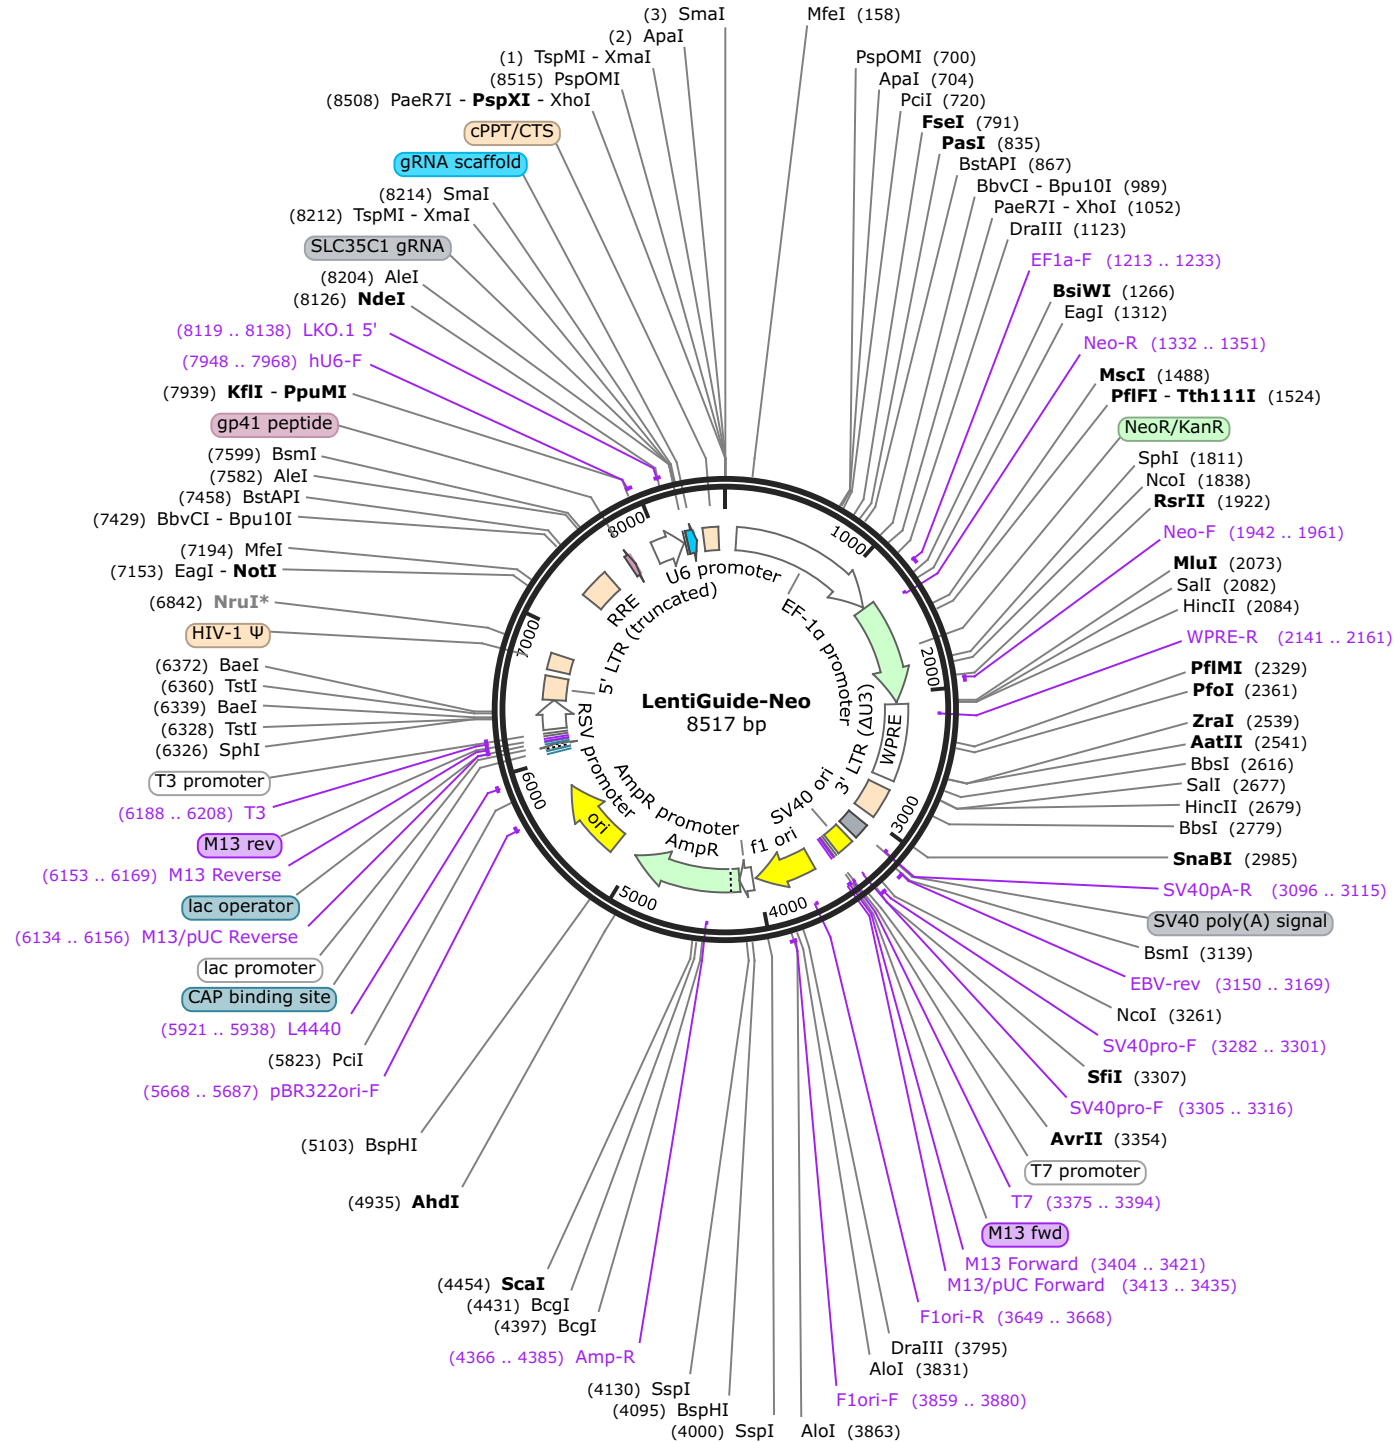 (3) SmaI
(2) ApaI
(1) TspMI - XmaI
(8515) PspOMI
(8508) PaeR7I - PspXI - XhoI
cPPT/CTS
gRNA scaffold
(8214) SmaI
(8212) TspMI - XmaI
SLC35C1 gRNA
(8204) AleI
(8126) NdeI
(8119 .. 8138) LKO.1 5'
(7948 .. 7968) hU6-F
(7939) KflI - PpuMI
gp41 peptide
(7599) BsmI
(7582) AleI
(7458) BstAPI
(7429) BbvCI - Bpu10I
(7194) MfeI
(7153) EagI - NotI
(6842) NruI*
HIV-1 Ψ
(6372) BaeI
(6360) TstI
(6339) BaeI
(6328) TstI
(6326) SphI
T3 promoter
(6188 .. 6208) T3
M13 rev
(6153 .. 6169) M13 Reverse
lac operator
(6134 .. 6156) M13/pUC Reverse
lac promoter
CAP binding site
(5921 .. 5938) L4440
(5823) PciI
(5668 .. 5687) pBR322ori-F
(5103) BspHI
(4935) AhdI
(4454) ScaI
(4431) BcgI
(4397) BcgI
(4366 .. 4385) Amp-R
(4130) SspI
(4095) BspHI
(4000) SspI
MfeI (158)
PspOMI (700)
ApaI (704)
PciI (720)
FseI (791)
PasI (835)
BstAPI (867)
BbvCI - Bpu10I (989)
PaeR7I - XhoI (1052)
DraIII (1123)
EF1a-F (1213 .. 1233)
BsiWI (1266)
EagI (1312)
Neo-R (1332 .. 1351)
MscI (1488)
PflFI - Tth111I (1524)
NeoR/KanR
SphI (1811)
NcoI (1838)
RsrII (1922)
Neo-F (1942 .. 1961)
MluI (2073)
SalI (2082)
HincII (2084)
WPRE-R (2141 .. 2161)
PflMI (2329)
PfoI (2361)
ZraI (2539)
AatII (2541)
BbsI (2616)
SalI (2677)
HincII (2679)
BbsI (2779)
SnaBI (2985)
SV40pA-R (3096 .. 3115)
SV40 poly(A) signal
BsmI (3139)
EBV-rev (3150 .. 3169)
NcoI (3261)
SV40pro-F (3282 .. 3301)
SfiI (3307)
SV40pro-F (3305 .. 3316)
AvrII (3354)
T7 promoter
T7 (3375 .. 3394)
M13 fwd
M13 Forward (3404 .. 3421)
M13/pUC Forward (3413 .. 3435)
F1ori-R (3649 .. 3668)
DraIII (3795)
AloI (3831)
F1ori-F (3859 .. 3880)
AloI (3863)
1000
2000
3000
4000
5000
6000
7000
8000
U6 promoter
EF-1α promoter
RRE
5' LTR (truncated)
RSV promoter
LentiGuide-Neo
8517 bp
WPRE
3' LTR (ΔU3)
SV40 ori
f1 ori
AmpR promoter
AmpR
ori